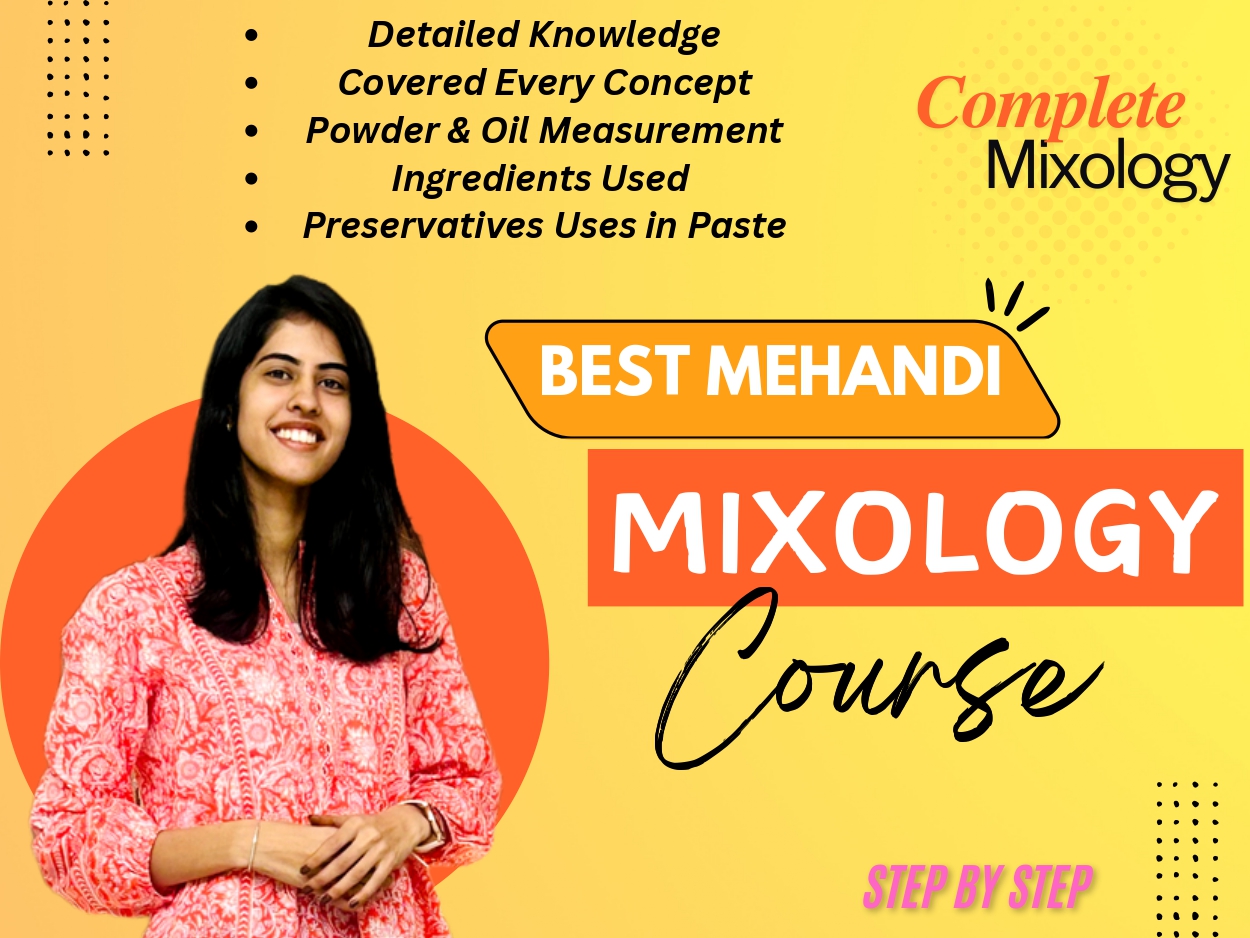 • Detailed Knowledge
• Covered Every Concept
• Powder & Oil Measurement
• Ingredients Used
• Preservatives Uses in Paste
Complete
Mixology
BEST MEHANDI
MIXOLOGY
Course
STEP BY STEP